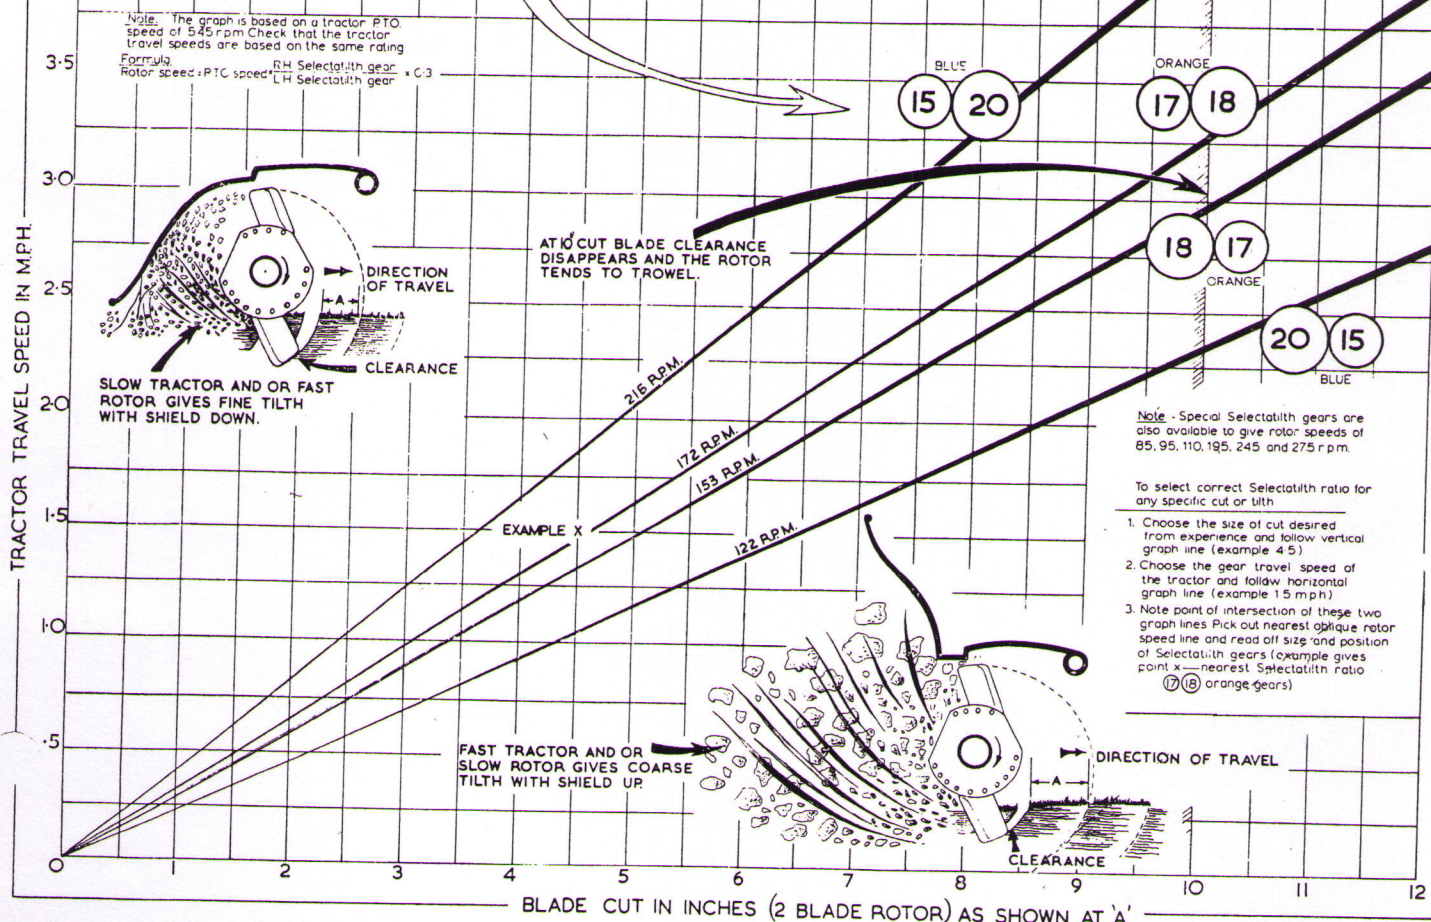 Note. The graph is based on a tractor P.T.O.
speed of 545 rpm Check that the tractor
travel speeds are based on the same rating
Formula
Rotor speed = PTC speed × RH Selectatilth gear / LH Selectatilth gear × C·3
3·5
3·0
2·5
2·0
1·5
1·0
·5
0
TRACTOR TRAVEL SPEED IN M.P.H.
BLUE
15 20
ORANGE
17 18
AT 10" CUT BLADE CLEARANCE
DISAPPEARS AND THE ROTOR
TENDS TO TROWEL.
18 17
ORANGE
20 15
BLUE
DIRECTION
OF TRAVEL
A
CLEARANCE
SLOW TRACTOR AND OR FAST
ROTOR GIVES FINE TILTH
WITH SHIELD DOWN.
216 R.P.M.
172 R.P.M.
153 R.P.M.
122 R.P.M.
EXAMPLE X
Note - Special Selectatilth gears are
also available to give rotor speeds of
85, 95, 110, 195, 245 and 275 rpm.
To select correct Selectatilth ratio for
any specific cut or tilth
1. Choose the size of cut desired
from experience and follow vertical
graph line (example 4·5)
2. Choose the gear travel speed of
the tractor and follow horizontal
graph line (example 1·5 mph)
3. Note point of intersection of these two
graph lines Pick out nearest oblique rotor
speed line and read off size and position
of Selectatilth gears (example gives
point x—nearest Selectatilth ratio
17 18 orange gears)
FAST TRACTOR AND OR
SLOW ROTOR GIVES COARSE
TILTH WITH SHIELD UP.
DIRECTION OF TRAVEL
A
CLEARANCE
1 2 3 4 5 6 7 8 9 10 11 12
BLADE CUT IN INCHES (2 BLADE ROTOR) AS SHOWN AT 'A'